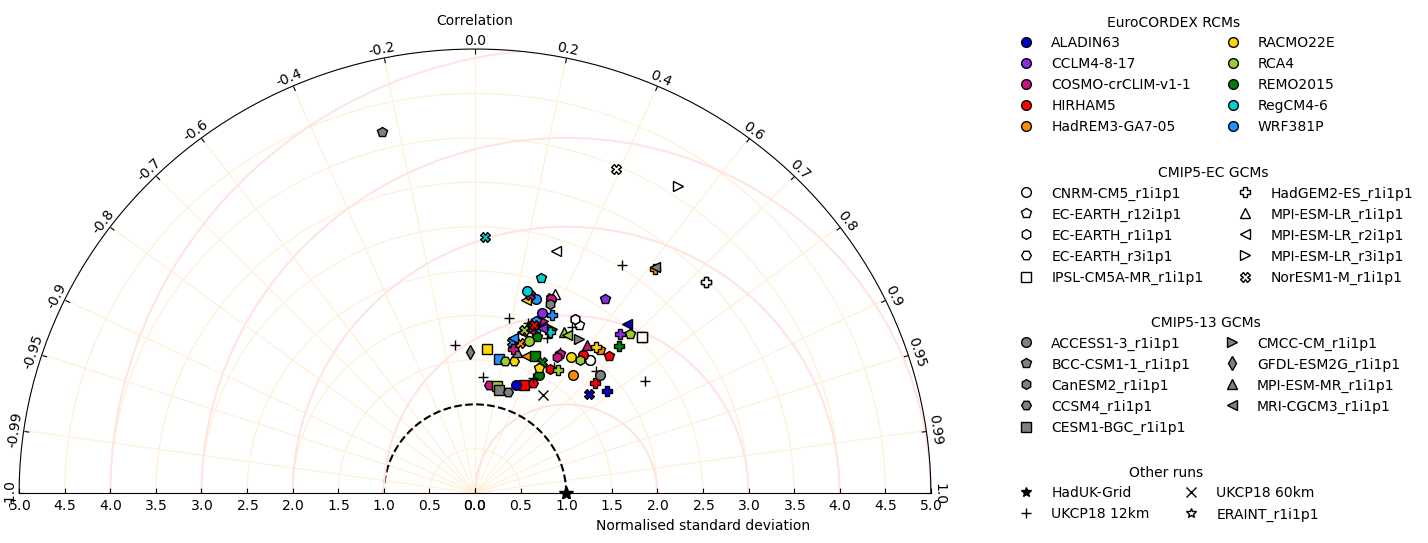 Correlation
-0.2 0.0 0.2
-0.4 0.4
-0.6 0.6
-0.7 0.7
-0.8 0.8
-0.9 0.9
-0.95 0.95
-0.99 0.99
-1.0 1.0
5.0 4.5 4.0 3.5 3.0 2.5 2.0 1.5 1.0 0.5 0.0 0.5 1.0 1.5 2.0 2.5 3.0 3.5 4.0 4.5 5.0
Normalised standard deviation
EuroCORDEX RCMs
ALADIN63 RACMO22E
CCLM4-8-17 RCA4
COSMO-crCLIM-v1-1 REMO2015
HIRHAM5 RegCM4-6
HadREM3-GA7-05 WRF381P
CMIP5-EC GCMs
CNRM-CM5_r1i1p1 HadGEM2-ES_r1i1p1
EC-EARTH_r12i1p1 MPI-ESM-LR_r1i1p1
EC-EARTH_r1i1p1 MPI-ESM-LR_r2i1p1
EC-EARTH_r3i1p1 MPI-ESM-LR_r3i1p1
IPSL-CM5A-MR_r1i1p1 NorESM1-M_r1i1p1
CMIP5-13 GCMs
ACCESS1-3_r1i1p1 CMCC-CM_r1i1p1
BCC-CSM1-1_r1i1p1 GFDL-ESM2G_r1i1p1
CanESM2_r1i1p1 MPI-ESM-MR_r1i1p1
CCSM4_r1i1p1 MRI-CGCM3_r1i1p1
CESM1-BGC_r1i1p1
Other runs
HadUK-Grid UKCP18 60km
UKCP18 12km ERAINT_r1i1p1